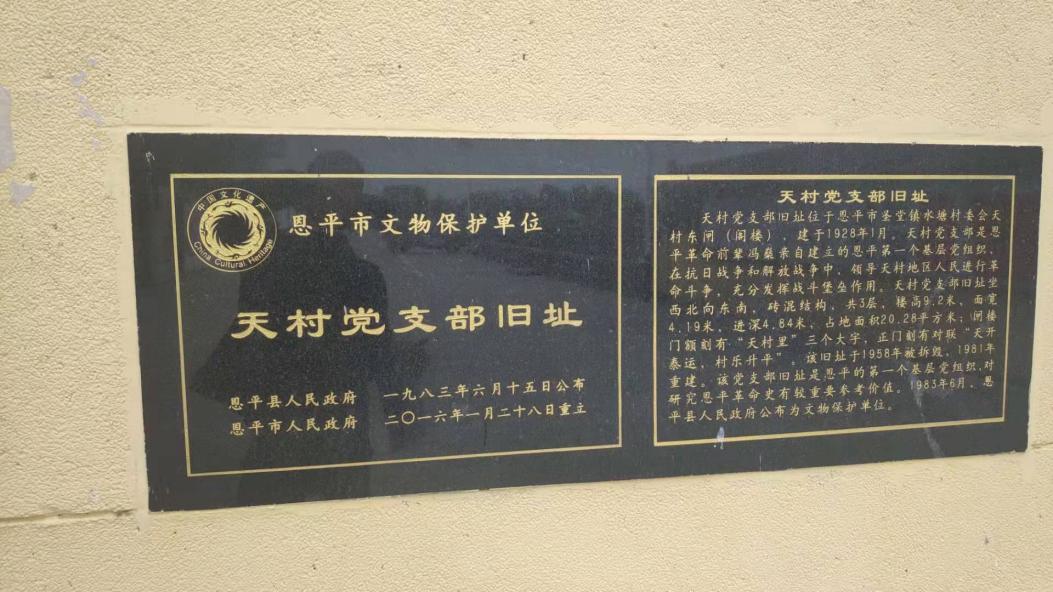 中国文化遗产
China Cultural Heritage
恩平市文物保护单位
天村党支部旧址
恩平县人民政府 一九八三年六月十五日公布
恩平市人民政府 二〇一六年一月二十八日重立
天村党支部旧址
天村党支部旧址位于恩平市圣堂镇水塘村委会天
村东闸（阁楼），建于1928年1月。天村党支部是恩
平革命前辈冯燊亲自建立的恩平第一个基层党组织，
在抗日战争和解放战争中，领导天村地区人民进行革
命斗争，充分发挥战斗堡垒作用。天村党支部旧址坐
西北向东南，砖混结构，共3层，楼高9.2米，面宽
4.19米，进深4.84米，占地面积20.28平方米；闸楼
门额刻有“天村里”三个大字，正门刻有对联“天开
泰运，村乐升平”。该旧址于1958年被拆毁，1981年
重建。该党支部旧址是恩平的第一个基层党组织，对
研究恩平革命史有较重要参考价值。1983年6月，恩
平县人民政府公布为文物保护单位。